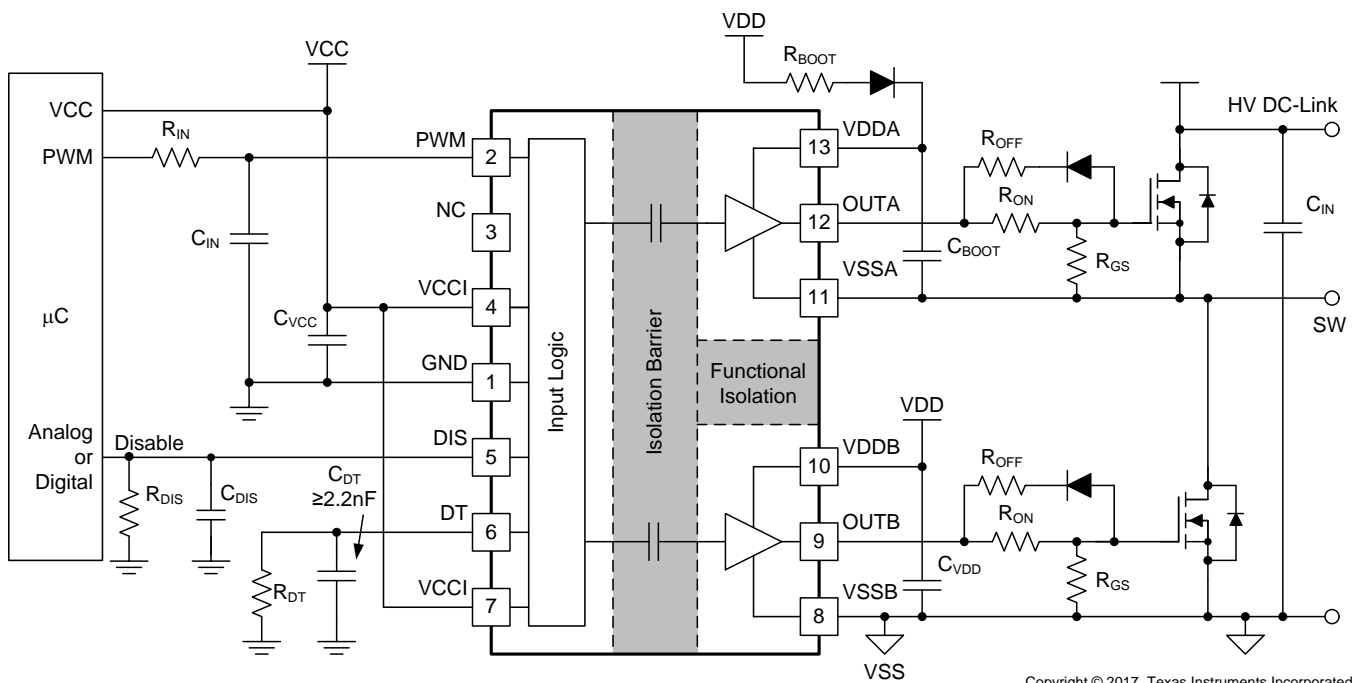 VDD
RBOOT
VCC
VCC
RIN
PWM
PWM
2
NC
3
CIN
VCCI
4
CVCC
GND
1
μC
Analog
or
Digital
Disable
DIS
5
RDIS
CDIS
CDT
≥2.2nF
DT
6
RDT
VCCI
7
Input Logic
Isolation Barrier
Functional
Isolation
VDDA
13
OUTA
12
VSSA
11
CBOOT
ROFF
RON
RGS
HV DC-Link
CIN
SW
VDD
VDDB
10
OUTB
9
VSSB
8
CVDD
ROFF
RON
RGS
VSS
Copyright © 2017, Texas Instruments Incorporated